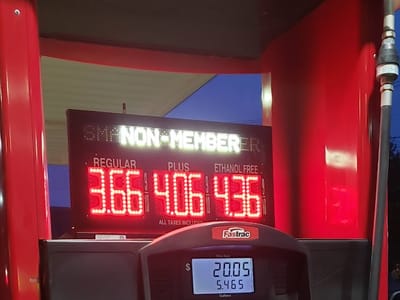 NON-MEMBER
REGULAR PLUS ETHANOL FREE
3.66 4.06 4.36
ALL TAXES INCLUDED
Fastrac
$ 20.05
5.465